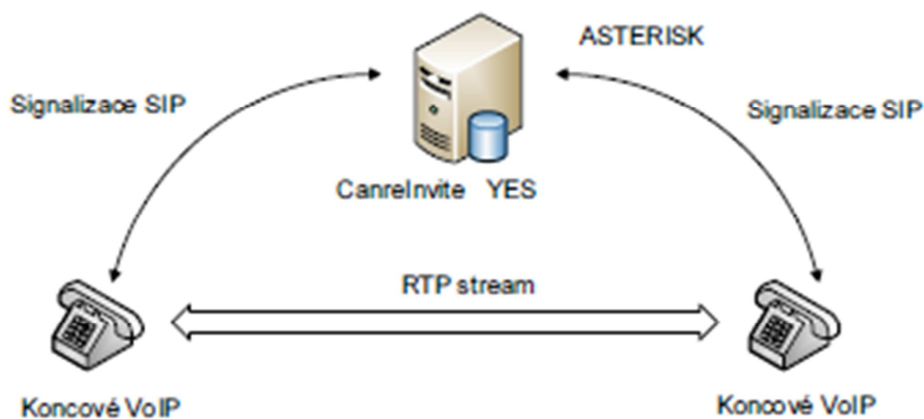 ASTERISK
Signalizace SIP
Signalizace SIP
CanreInvite YES
RTP stream
Koncové VoIP
Koncové VoIP